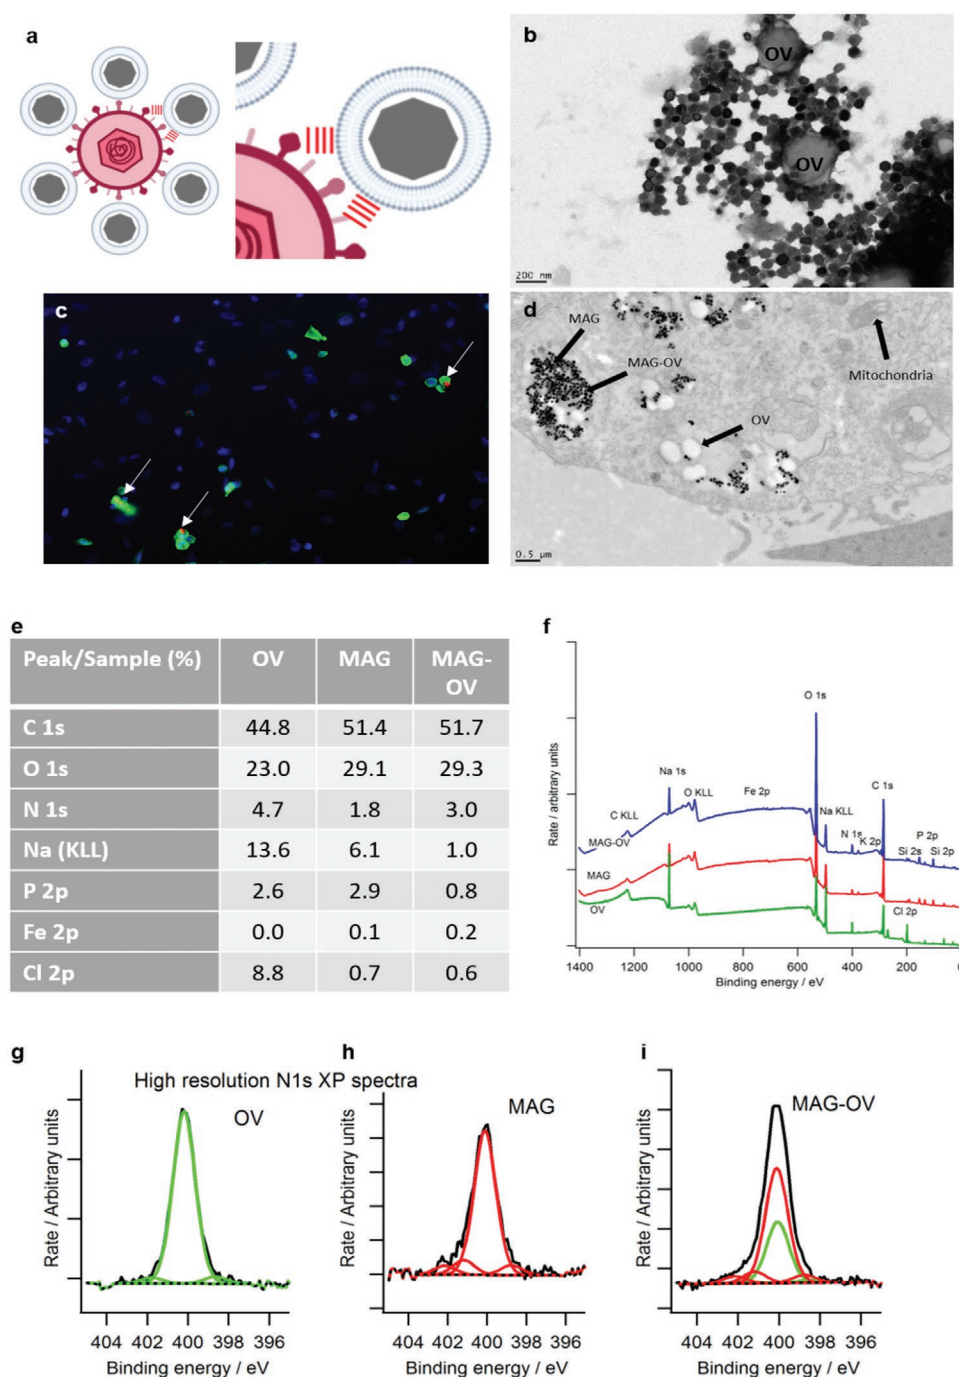 a
b
OV
OV
200 nm
c
d
MAG
MAG-OV
Mitochondria
OV
0.5 µm
e
Peak/Sample (%) OV MAG MAG-
OV
C 1s 44.8 51.4 51.7
O 1s 23.0 29.1 29.3
N 1s 4.7 1.8 3.0
Na (KLL) 13.6 6.1 1.0
P 2p 2.6 2.9 0.8
Fe 2p 0.0 0.1 0.2
Cl 2p 8.8 0.7 0.6
f
Rate / arbitrary units
O 1s
Na 1s
C 1s
O KLL
Fe 2p
Na KLL
C KLL
P 2p
N 1s
K 2p
Si 2s
Si 2p
MAG-OV
MAG
OV
Cl 2p
1400 1200 1000 800 600 400 200 0
Binding energy / eV
g
h
i
High resolution N1s XP spectra
OV
MAG
MAG-OV
Rate / Arbitrary units
Rate / Arbitrary units
Rate / Arbitrary units
404 402 400 398 396
404 402 400 398 396
404 402 400 398 396
Binding energy / eV
Binding energy / eV
Binding energy / eV